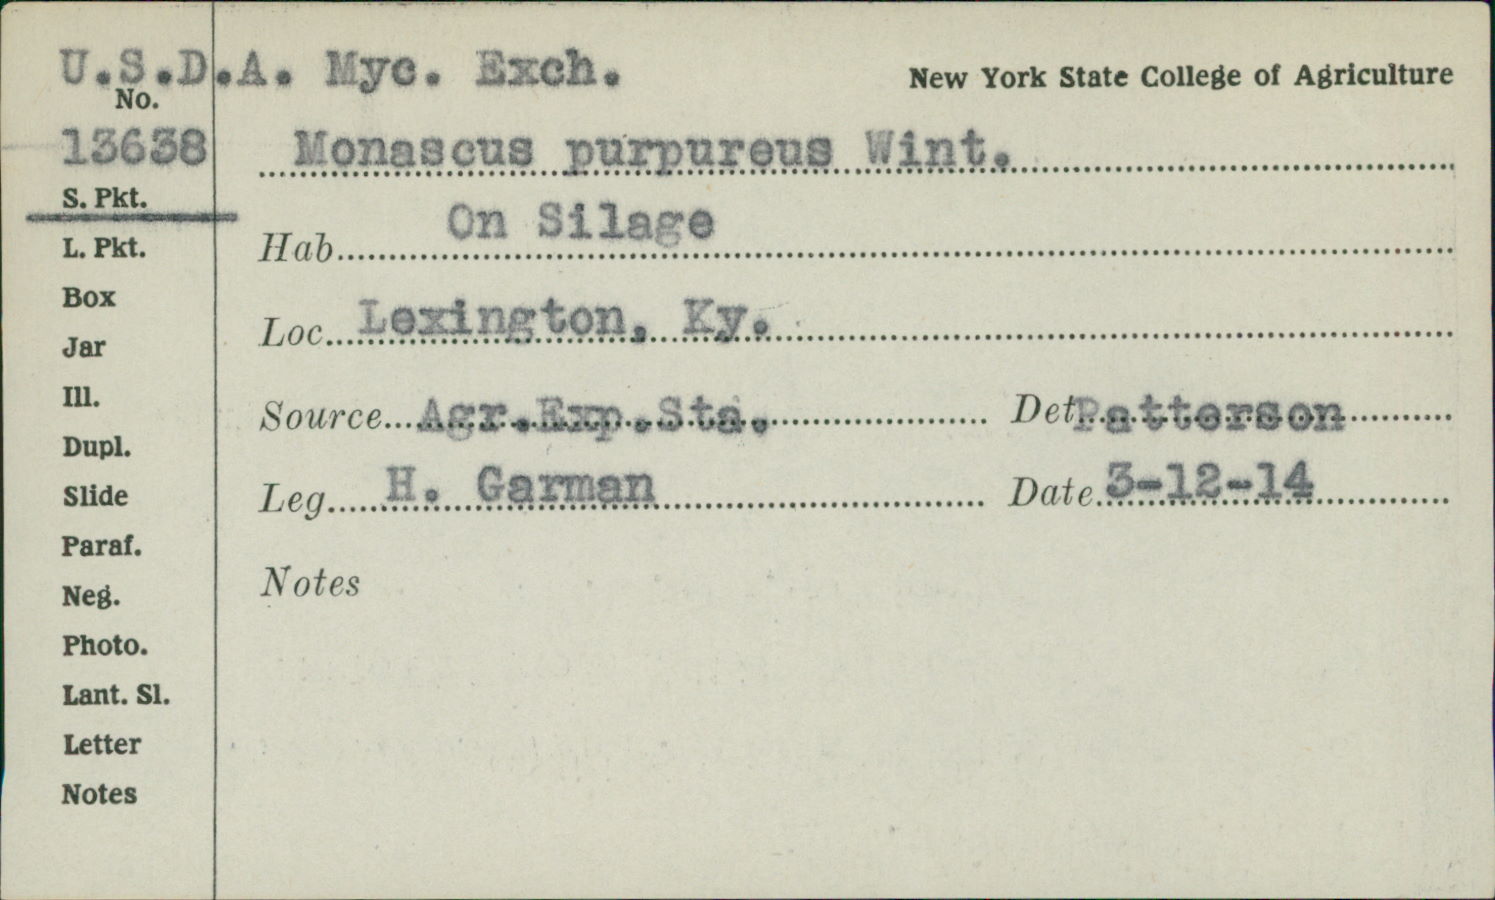 U.S.D.A. Myc. Exch.
New York State College of Agriculture
No.
13638
Monascus purpureus Wint.
S. Pkt.
Hab. On Silage
L. Pkt.
Box
Loc. Lexington, Ky.
Jar
Ill.
Source Agr.Exp.Sta. Det. Patterson
Dupl.
Slide
Leg. H. Garman Date 3-12-14
Paraf.
Notes
Neg.
Photo.
Lant. Sl.
Letter
Notes